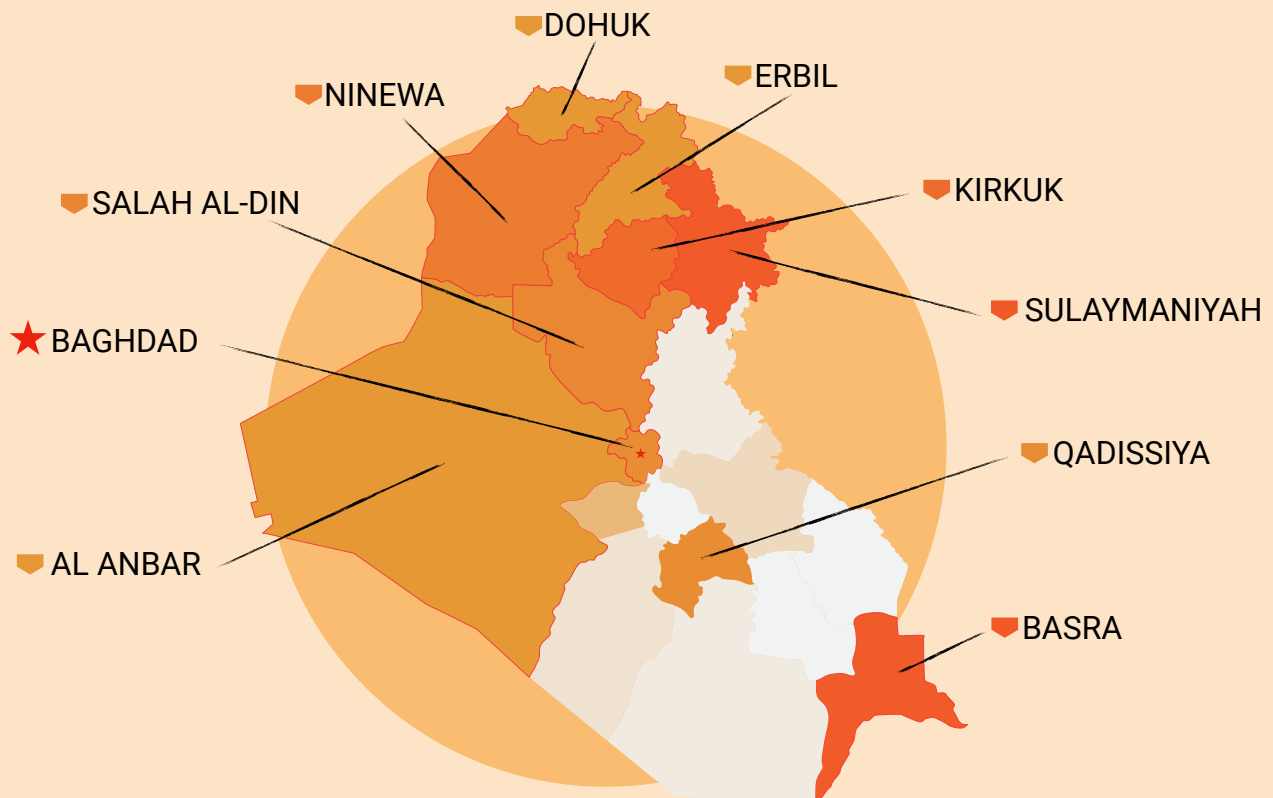 DOHUK
ERBIL
NINEWA
KIRKUK
SALAH AL-DIN
SULAYMANIYAH
BAGHDAD
QADISSIYA
AL ANBAR
BASRA